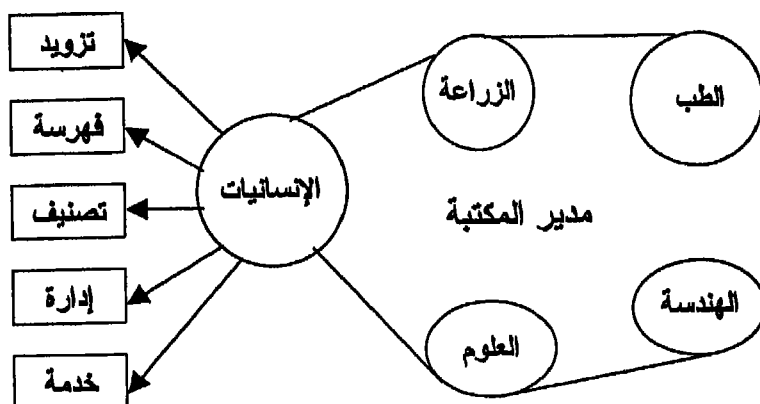 الطب
الزراعة
مدير المكتبة
الهندسة
العلوم
الإنسانيات
تزويد
فهرسة
تصنيف
إدارة
خدمة